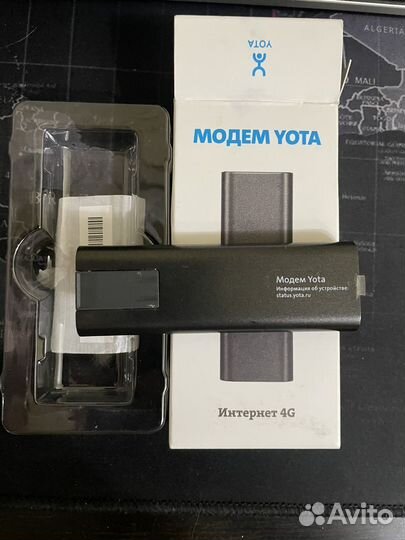 ALGERIA
MALI
YOTA
МОДЕМ YOTA
Модем Yota
Информация об устройстве:
status.yota.ru
Интернет 4G
Avito